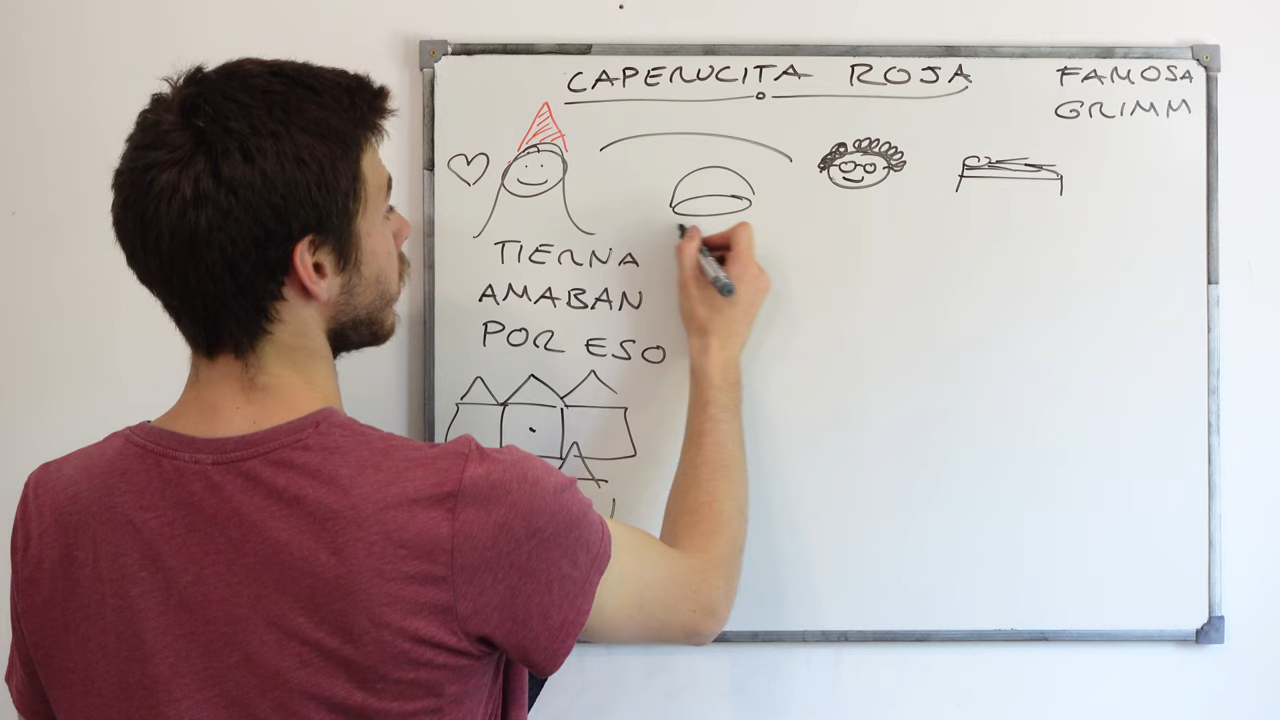 CAPERUCITA ROJA
FAMOSA
GRIMM
TIERNA
AMABAN
POR ESO